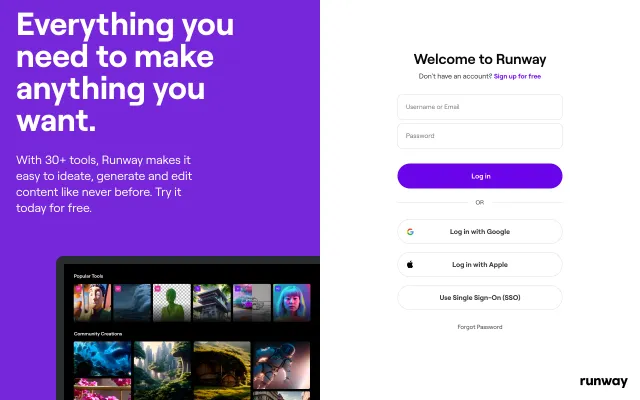 Everything you
need to make
anything you
want.
With 30+ tools, Runway makes it
easy to ideate, generate and edit
content like never before. Try it
today for free.
Popular Tools
Community Creations
Welcome to Runway
Don't have an account? Sign up for free
Username or Email
Password
Log in
OR
Log in with Google
Log in with Apple
Use Single Sign-On (SSO)
Forgot Password
runway